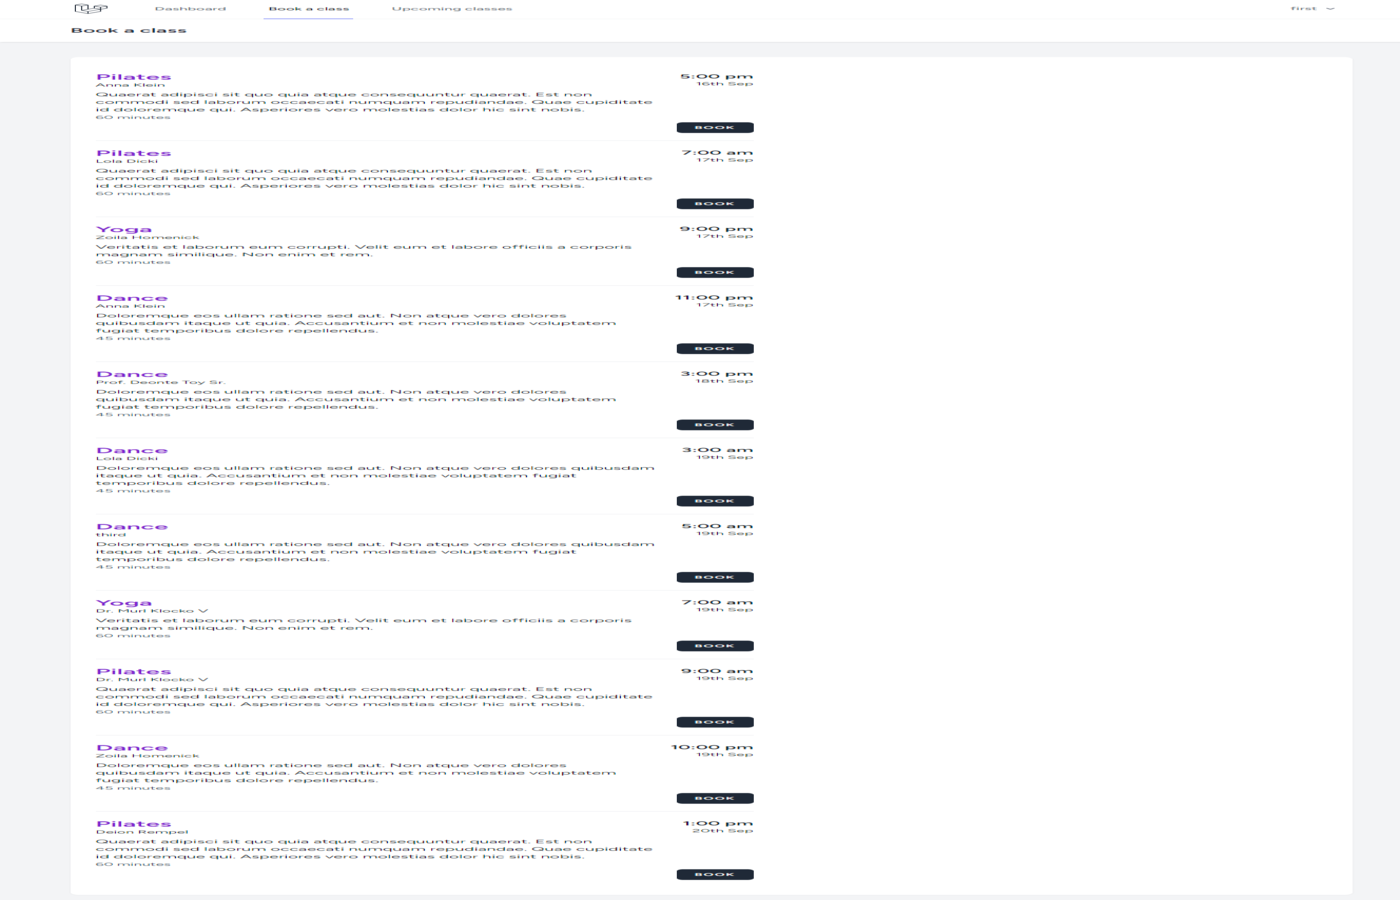 Dashboard Book a class Upcoming classes first
Book a class
Pilates 5:00 pm
Anna Klein 16th Sep
Quaerat adipisci sit quo quia atque consequuntur quaerat. Est non
commodi sed laborum occaecati numquam repudiandae. Quae cupiditate
id doloremque qui. Asperiores vero molestias dolor hic sint nobis.
60 minutes
BOOK
Pilates 7:00 am
Lola Dicki 17th Sep
Quaerat adipisci sit quo quia atque consequuntur quaerat. Est non
commodi sed laborum occaecati numquam repudiandae. Quae cupiditate
id doloremque qui. Asperiores vero molestias dolor hic sint nobis.
60 minutes
BOOK
Yoga 9:00 pm
Zoila Homenick 17th Sep
Veritatis et laborum eum corrupti. Velit eum et labore officiis a corporis
magnam similique. Non enim et rem.
60 minutes
BOOK
Dance 11:00 pm
Anna Klein 17th Sep
Doloremque eos ullam ratione sed aut. Non atque vero dolores
quibusdam itaque ut quia. Accusantium et non molestiae voluptatem
fugiat temporibus dolore repellendus.
45 minutes
BOOK
Dance 3:00 pm
Prof. Deonte Toy Sr. 18th Sep
Doloremque eos ullam ratione sed aut. Non atque vero dolores
quibusdam itaque ut quia. Accusantium et non molestiae voluptatem
fugiat temporibus dolore repellendus.
45 minutes
BOOK
Dance 3:00 am
Lola Dicki 19th Sep
Doloremque eos ullam ratione sed aut. Non atque vero dolores quibusdam
itaque ut quia. Accusantium et non molestiae voluptatem fugiat
temporibus dolore repellendus.
45 minutes
BOOK
Dance 5:00 am
third 19th Sep
Doloremque eos ullam ratione sed aut. Non atque vero dolores quibusdam
itaque ut quia. Accusantium et non molestiae voluptatem fugiat
temporibus dolore repellendus.
45 minutes
BOOK
Yoga 7:00 am
Dr. Murl Klocko V 19th Sep
Veritatis et laborum eum corrupti. Velit eum et labore officiis a corporis
magnam similique. Non enim et rem.
60 minutes
BOOK
Pilates 9:00 am
Dr. Murl Klocko V 19th Sep
Quaerat adipisci sit quo quia atque consequuntur quaerat. Est non
commodi sed laborum occaecati numquam repudiandae. Quae cupiditate
id doloremque qui. Asperiores vero molestias dolor hic sint nobis.
60 minutes
BOOK
Dance 10:00 pm
Zoila Homenick 19th Sep
Doloremque eos ullam ratione sed aut. Non atque vero dolores
quibusdam itaque ut quia. Accusantium et non molestiae voluptatem
fugiat temporibus dolore repellendus.
45 minutes
BOOK
Pilates 1:00 pm
Deion Rempel 20th Sep
Quaerat adipisci sit quo quia atque consequuntur quaerat. Est non
commodi sed laborum occaecati numquam repudiandae. Quae cupiditate
id doloremque qui. Asperiores vero molestias dolor hic sint nobis.
60 minutes
BOOK